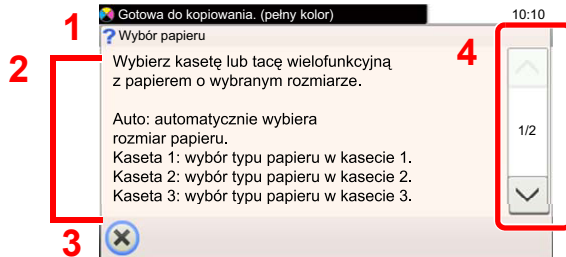 Gotowa do kopiowania. (pełny kolor) 10:10
1
? Wybór papieru
2
4
Wybierz kasetę lub tacę wielofunkcyjną
z papierem o wybranym rozmiarze.
Auto: automatycznie wybiera
rozmiar papieru.
1/2
Kaseta 1: wybór typu papieru w kasecie 1.
Kaseta 2: wybór typu papieru w kasecie 2.
Kaseta 3: wybór typu papieru w kasecie 3.
3